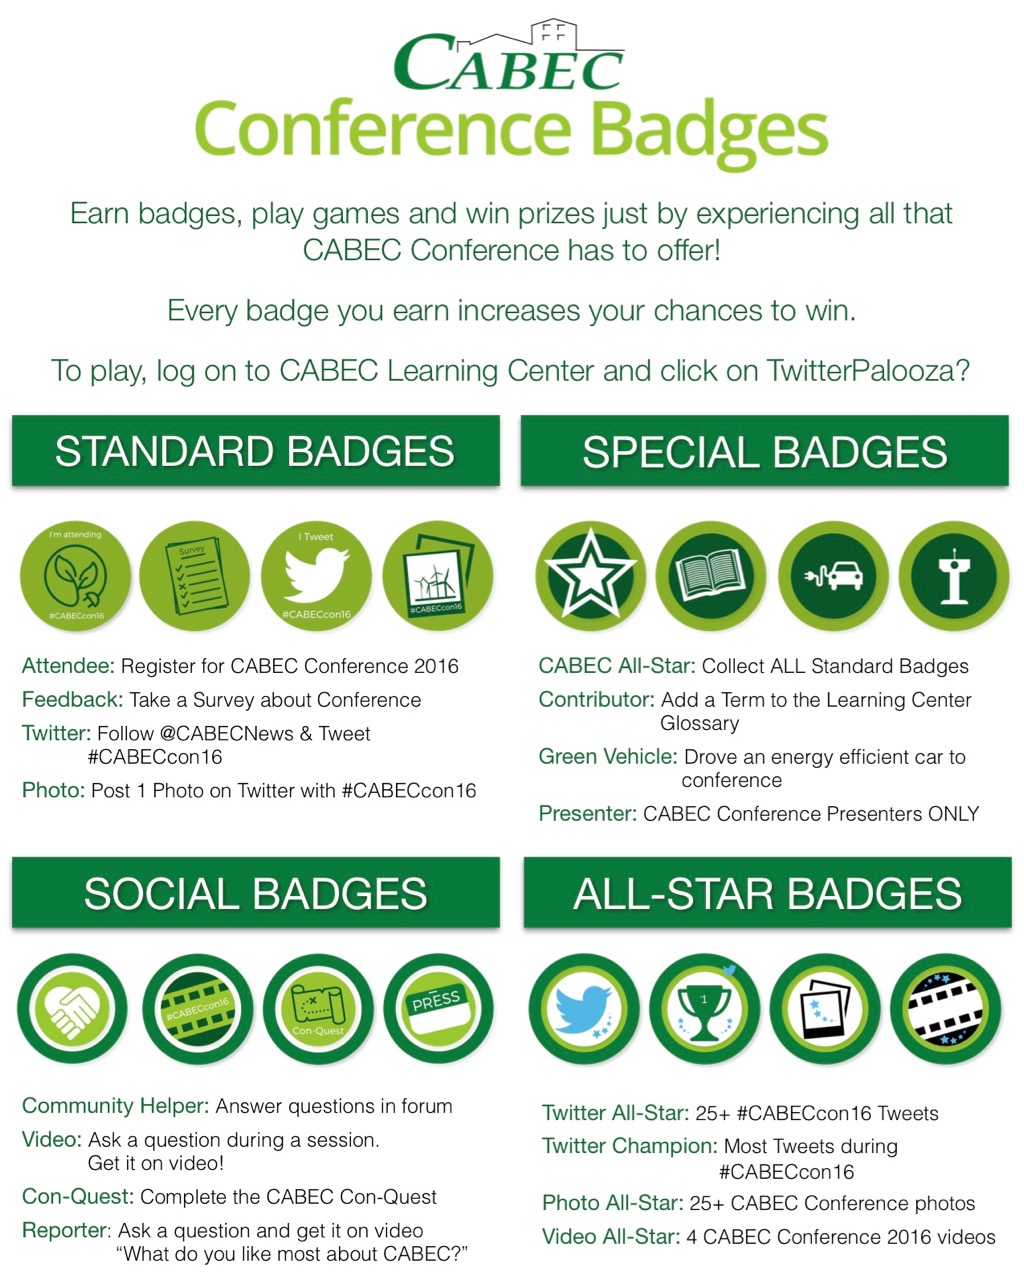 CABEC
Conference Badges
Earn badges, play games and win prizes just by experiencing all that
CABEC Conference has to offer!
Every badge you earn increases your chances to win.
To play, log on to CABEC Learning Center and click on TwitterPalooza?
STANDARD BADGES
I'm attending
#CABECcon16
Survey
I Tweet
#CABECcon16
#CABECcon16
Attendee: Register for CABEC Conference 2016
Feedback: Take a Survey about Conference
Twitter: Follow @CABECNews & Tweet
#CABECcon16
Photo: Post 1 Photo on Twitter with #CABECcon16
SPECIAL BADGES
CABEC All-Star: Collect ALL Standard Badges
Contributor: Add a Term to the Learning Center
Glossary
Green Vehicle: Drove an energy efficient car to
conference
Presenter: CABEC Conference Presenters ONLY
SOCIAL BADGES
#CABECcon16
Con-Quest
PRESS
Community Helper: Answer questions in forum
Video: Ask a question during a session.
Get it on video!
Con-Quest: Complete the CABEC Con-Quest
Reporter: Ask a question and get it on video
“What do you like most about CABEC?”
ALL-STAR BADGES
1
Twitter All-Star: 25+ #CABECcon16 Tweets
Twitter Champion: Most Tweets during
#CABECcon16
Photo All-Star: 25+ CABEC Conference photos
Video All-Star: 4 CABEC Conference 2016 videos